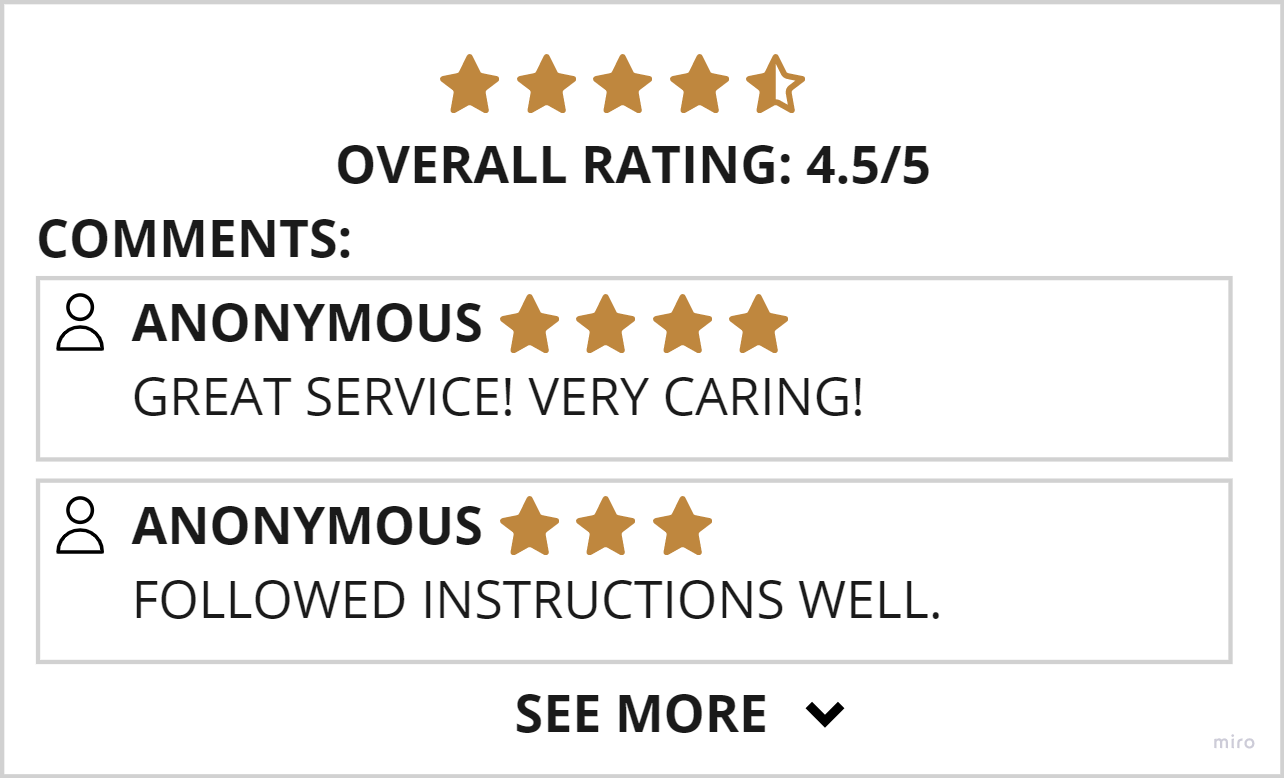 OVERALL RATING: 4.5/5
COMMENTS:
ANONYMOUS
GREAT SERVICE! VERY CARING!
ANONYMOUS
FOLLOWED INSTRUCTIONS WELL.
SEE MORE
miro